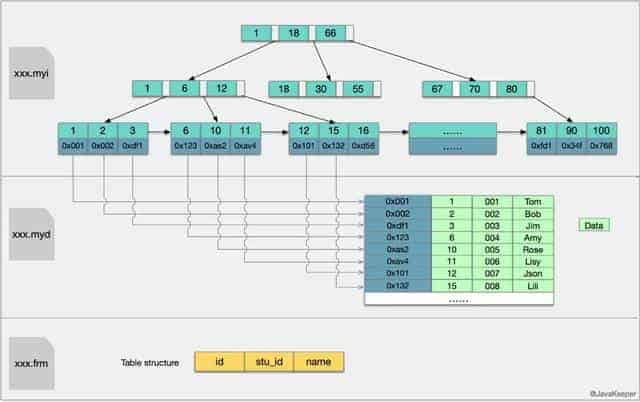 1 18 66
xxx.myi
1 6 12 18 30 55 67 70 80
1 2 3 6 10 11 12 15 16 ...... 81 90 100
0x001 0x002 0xdf1 0x123 0xas2 0xav4 0x101 0x132 0xd56 ...... 0xfd1 0x34f 0x768
xxx.myd
0x001 1 001 Tom
0x002 2 002 Bob
0xdf1 3 003 Jim
0x123 6 004 Amy
0xas2 10 005 Rose
0xav4 11 006 Lisy
0x101 12 007 Json
0x132 15 008 Lili
......
Data
xxx.frm
Table structure id stu_id name
@JavaKeeper